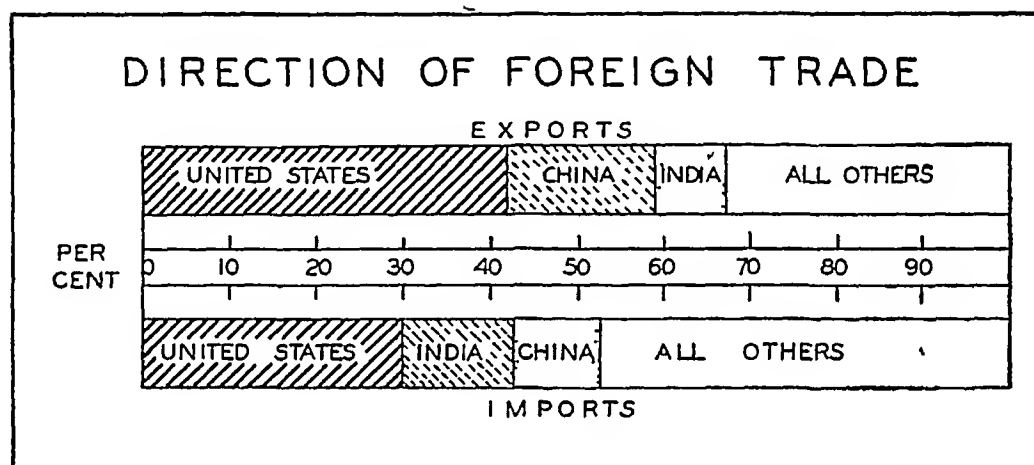 DIRECTION OF FOREIGN TRADE
EXPORTS
UNITED STATES CHINA INDIA ALL OTHERS
PER CENT
0 10 20 30 40 50 60 70 80 90
UNITED STATES INDIA CHINA ALL OTHERS
IMPORTS